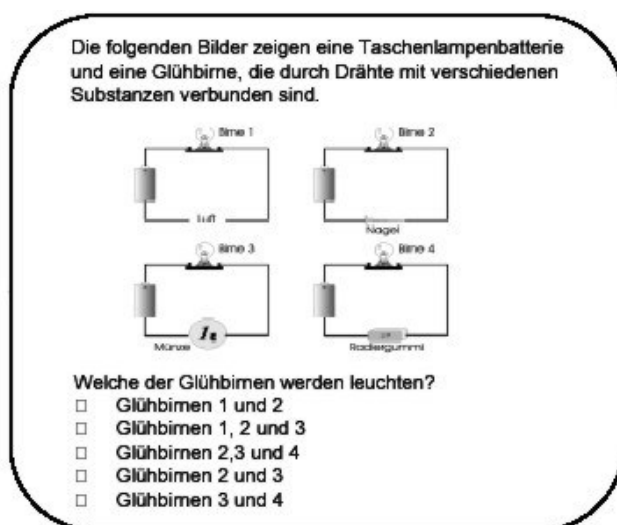 Die folgenden Bilder zeigen eine Taschenlampenbatterie
und eine Glühbirne, die durch Drähte mit verschiedenen
Substanzen verbunden sind.
Birne 1
Birne 2
Luft
Nagel
Birne 3
Birne 4
Münze
Radiergummi
Welche der Glühbirnen werden leuchten?
Glühbirnen 1 und 2
Glühbirnen 1, 2 und 3
Glühbirnen 2,3 und 4
Glühbirnen 2 und 3
Glühbirnen 3 und 4